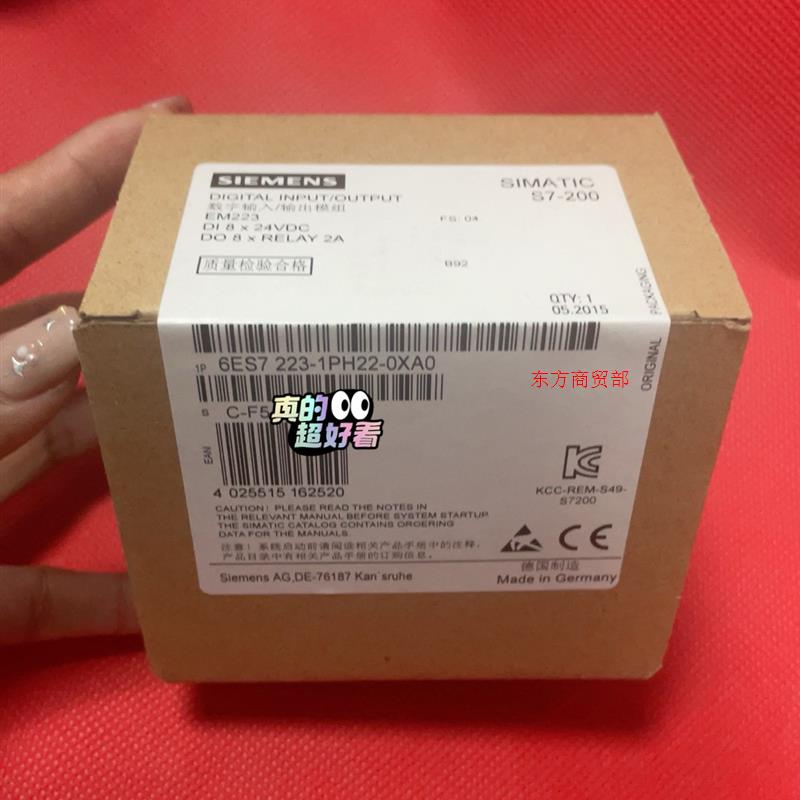 SIEMENS
SIMATIC
S7-200
DIGITAL INPUT/OUTPUT
数字输入/输出模组
EM223
DI 8 x 24VDC
DO 8 x RELAY 2A
FS: 04
质量检验合格
B92
QTY: 1
05.2015
ORIGINAL PACKAGING
1P 6ES7 223-1PH22-0XA0
东方商贸部
S C-F5
真的
超好看
EAN
4 025515 162520
KCC-REM-S49-
S7200
CAUTION! PLEASE READ THE NOTES IN
THE RELEVANT MANUAL BEFORE SYSTEM STARTUP.
THE SIMATIC CATALOG CONTAINS ORDERING
DATA FOR THE MANUALS.
注意!系统启动前请阅读相关产品手册中的注释,
产品目录中有相关产品手册的订购信息。
CE
德国制造
Siemens AG,DE-76187 Kan`sruhe
Made in Germany